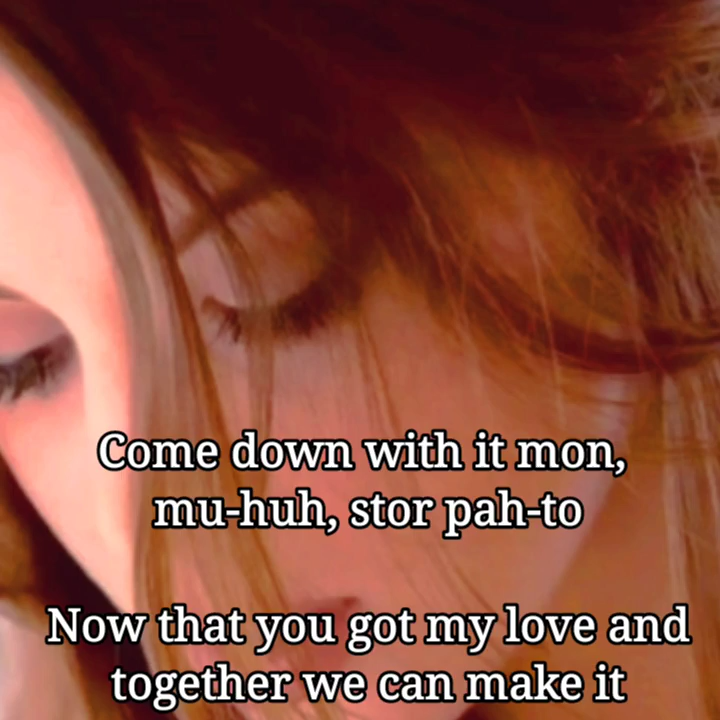 Come down with it mon,
mu-huh, stor pah-to
Now that you got my love and
together we can make it